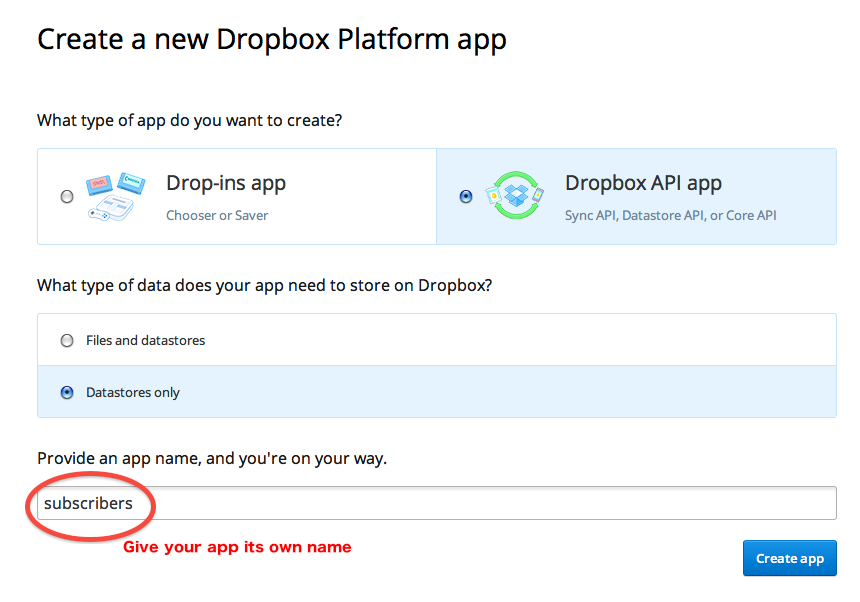 Create a new Dropbox Platform app
What type of app do you want to create?
Drop-ins app
Chooser or Saver
Dropbox API app
Sync API, Datastore API, or Core API
What type of data does your app need to store on Dropbox?
Files and datastores
Datastores only
Provide an app name, and you're on your way.
subscribers
Give your app its own name
Create app